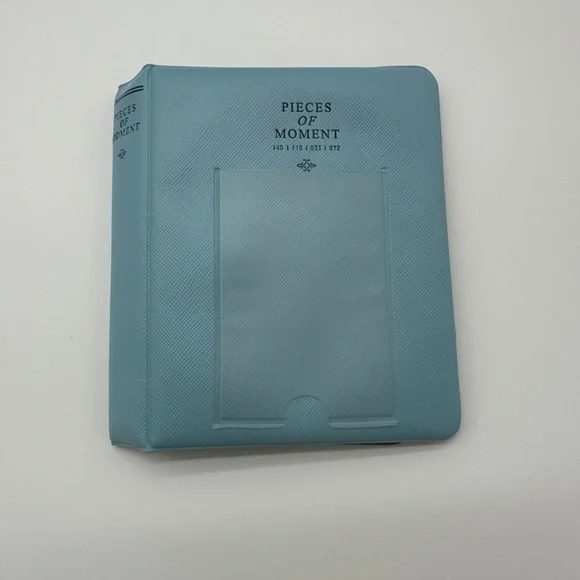 PIECES
OF
MOMENT
PIECES
OF
MOMENT
140 I 110 I 033 I 072